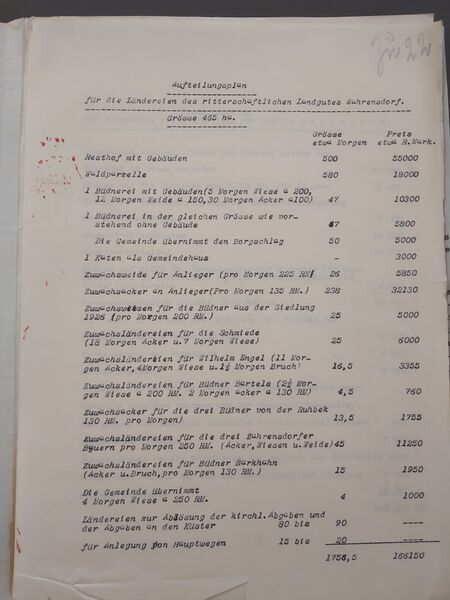 Aufteilungsplan
für die Ländereien des ritterschaftlichen Landgutes Zahrensdorf.
Grösse 465 ha.
Grösse etwa Morgen Preis etwa R.Mark.
Resthof mit Gebäuden 500 55000
Waldparzelle 580 18000
1 Büdnerei mit Gebäuden(5 Morgen Wiese a 200,
12 Morgen Weide a 150,30 Morgen Acker a100) 47 10300
1 Büdnerei in der gleichen Grösse wie vor-
stehend ohne Gebäude 47 5800
Die Gemeinde übernimmt den Borgschlag 50 5000
1 Katen als Gemeindehaus - 3000
Zuwachsweide für Anlieger (pro Morgen 225 RM) 26 5850
Zuwachsacker an Anlieger(Pro Morgen 135 RM.) 238 32130
Zuwachswiesen für die Büdner aus der Siedlung
1926 (pro Morgen 200 RM.) 25 5000
Zuwachsländereien für die Schmiede
(18 Morgen Acker u.7 Morgen Wiese) 25 6000
Zuwachsländereien für Wilhelm Engel (11 Mor-
gen Acker,4Morgen Wiese u.1½ Morgen Bruch) 16,5 3355
Zuwachsländereien für Büdner Bartels (2½ Mor-
gen Wiese a 200 RM. 2 Morgen acker a 130 RM) 4,5 760
Zuwachsacker für die drei Büdner von der Ruhbek
130 RM. pro Morgen) 13,5 1755
Zuwachsländereien für die drei Zahrensdorfer
Bauern pro Morgen 250 RM. (Acker,Wiesen u.Weide) 45 11250
Zuwachsländereien für Büdner Barkhahn
(Acker u.Bruch,pro Morgen 130 RM.) 15 1950
Die Gemeinde übernimmt
4 Morgen Wiese a 250 RM. 4 1000
Ländereien zur Ablösung der kirchl.Abgaben und
der Abgaben an den Küster 80 bis 90 ----
für Anlegung von Hauptwegen 15 bis 20 ----
1756,5 166150